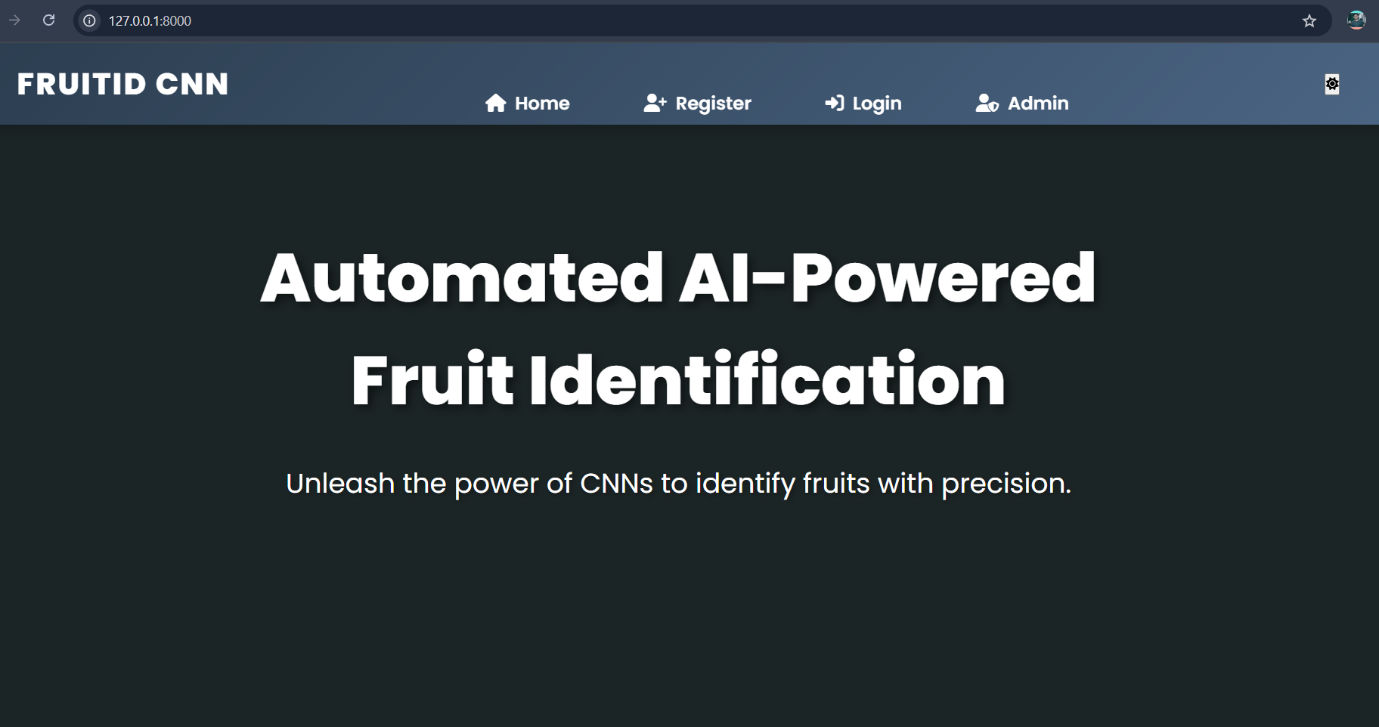 127.0.0.1:8000
FRUITID CNN
Home Register Login Admin
Automated AI-Powered
Fruit Identification
Unleash the power of CNNs to identify fruits with precision.